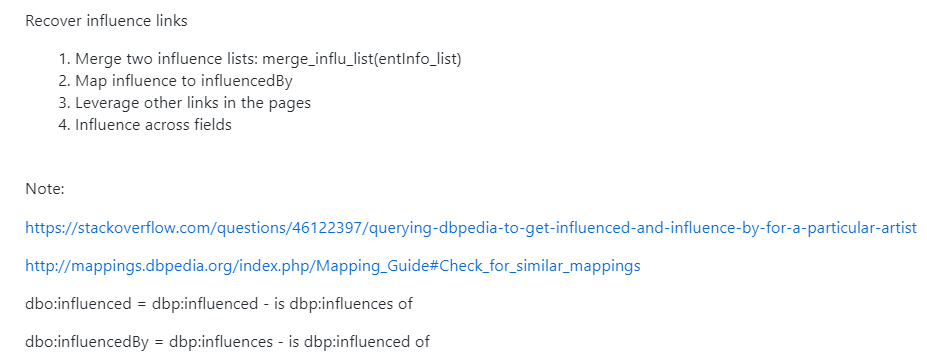 Recover influence links
1. Merge two influence lists: merge_influ_list(entInfo_list)
2. Map influence to influencedBy
3. Leverage other links in the pages
4. Influence across fields
Note:
https://stackoverflow.com/questions/46122397/querying-dbpedia-to-get-influenced-and-influence-by-for-a-particular-artist
http://mappings.dbpedia.org/index.php/Mapping_Guide#Check_for_similar_mappings
dbo:influenced = dbp:influenced - is dbp:influences of
dbo:influencedBy = dbp:influences - is dbp:influenced of